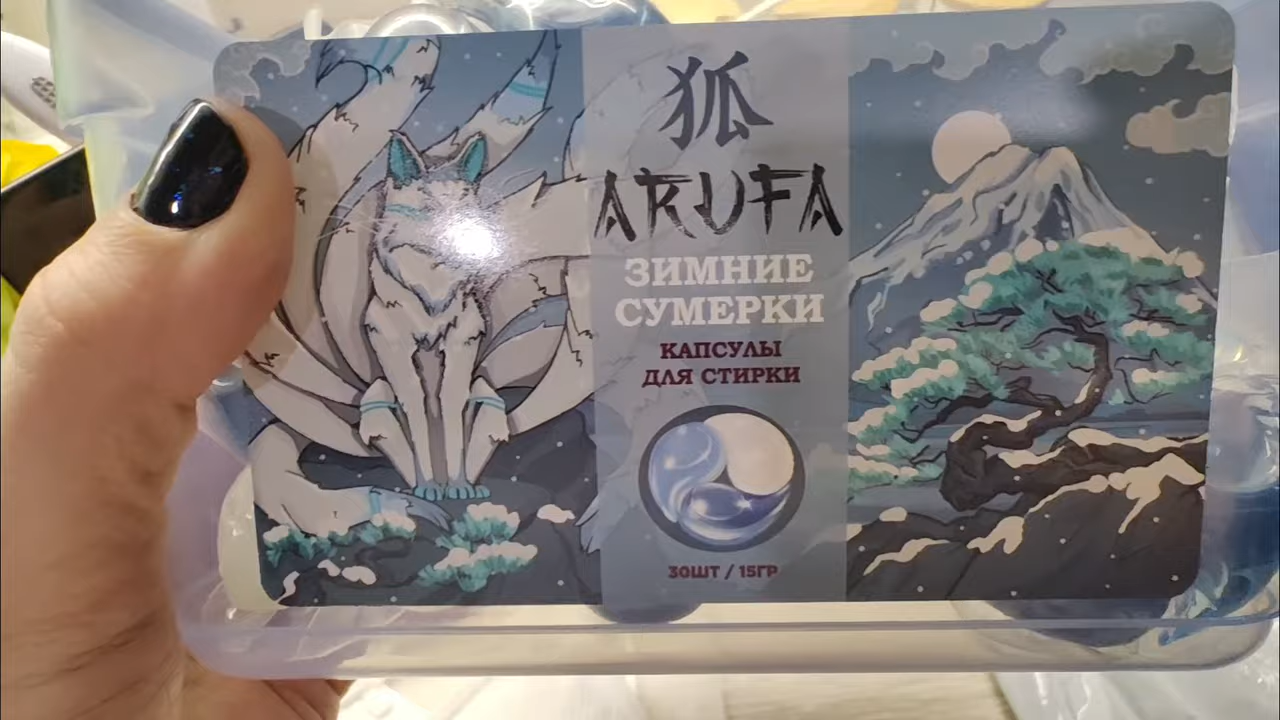 狐
ARUFA
ЗИМНИЕ
СУМЕРКИ
КАПСУЛЫ
ДЛЯ СТИРКИ
30ШТ / 15ГР